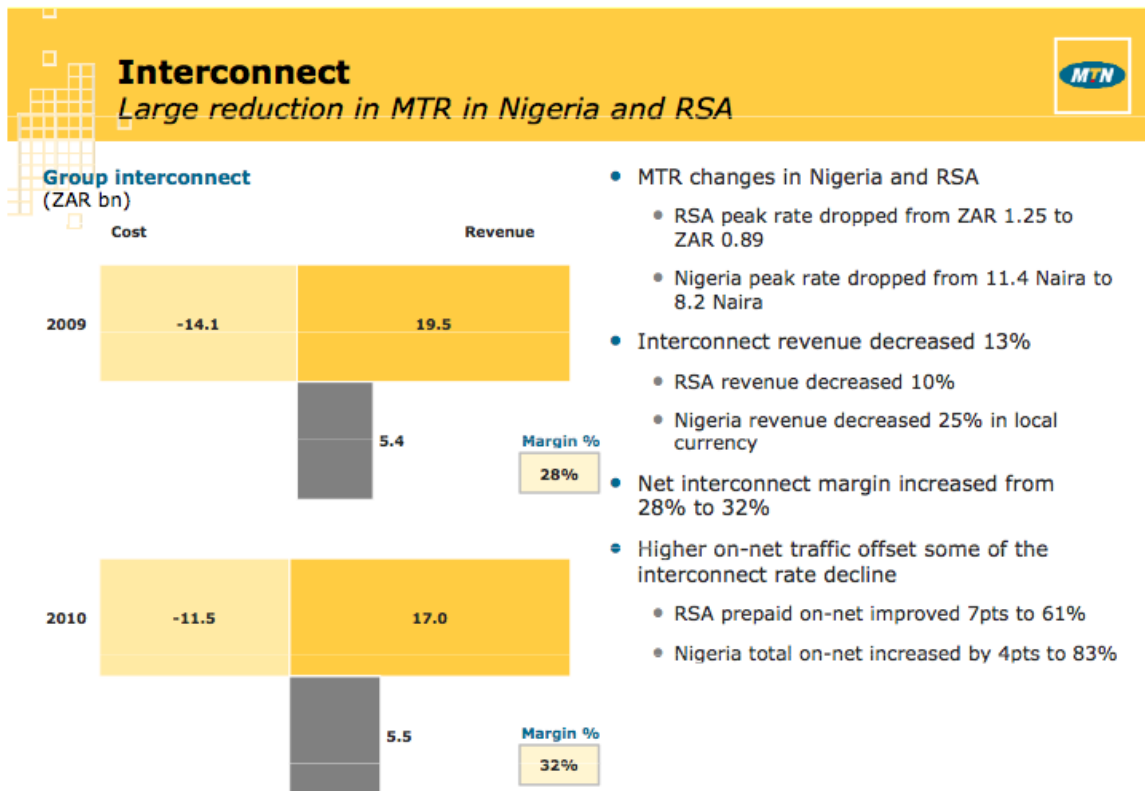 Interconnect
Large reduction in MTR in Nigeria and RSA
MTN
Group interconnect
(ZAR bn)
Cost
Revenue
2009
-14.1
19.5
5.4
Margin %
28%
2010
-11.5
17.0
5.5
Margin %
32%
• MTR changes in Nigeria and RSA
• RSA peak rate dropped from ZAR 1.25 to
ZAR 0.89
• Nigeria peak rate dropped from 11.4 Naira to
8.2 Naira
• Interconnect revenue decreased 13%
• RSA revenue decreased 10%
• Nigeria revenue decreased 25% in local
currency
• Net interconnect margin increased from
28% to 32%
• Higher on-net traffic offset some of the
interconnect rate decline
• RSA prepaid on-net improved 7pts to 61%
• Nigeria total on-net increased by 4pts to 83%